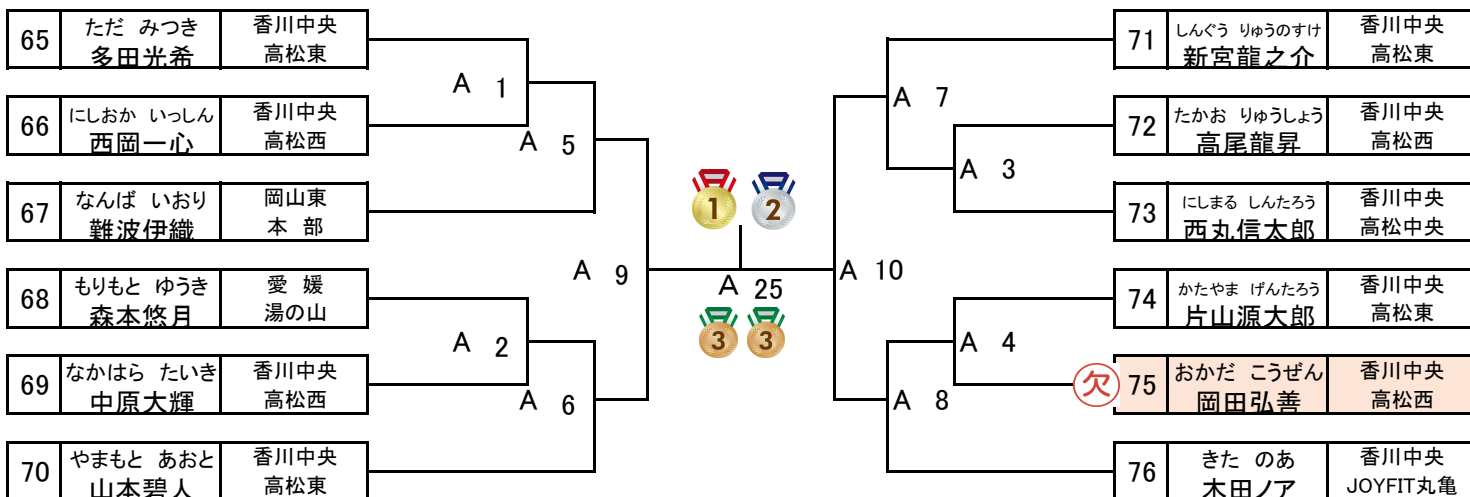 65 ただ みつき 香川中央
多田光希 高松東
66 にしおか いっしん 香川中央
西岡一心 高松西
67 なんば いおり 岡山東
難波伊織 本 部
68 もりもと ゆうき 愛 媛
森本悠月 湯の山
69 なかはら たいき 香川中央
中原大輝 高松西
70 やまもと あおと 香川中央
山本碧人 高松東
A 1
A 5
A 2
A 6
A 9
1 2
A 25
3 3
A 10
A 7
A 3
A 4
A 8
71 しんぐう りゅうのすけ 香川中央
新宮龍之介 高松東
72 たかお りゅうしょう 香川中央
高尾龍昇 高松西
73 にしまる しんたろう 香川中央
西丸信太郎 高松中央
74 かたやま げんたろう 香川中央
片山源太郎 高松東
欠 75 おかだ こうぜん 香川中央
岡田弘善 高松西
76 きた のあ 香川中央
木田ノア JOYFIT丸亀